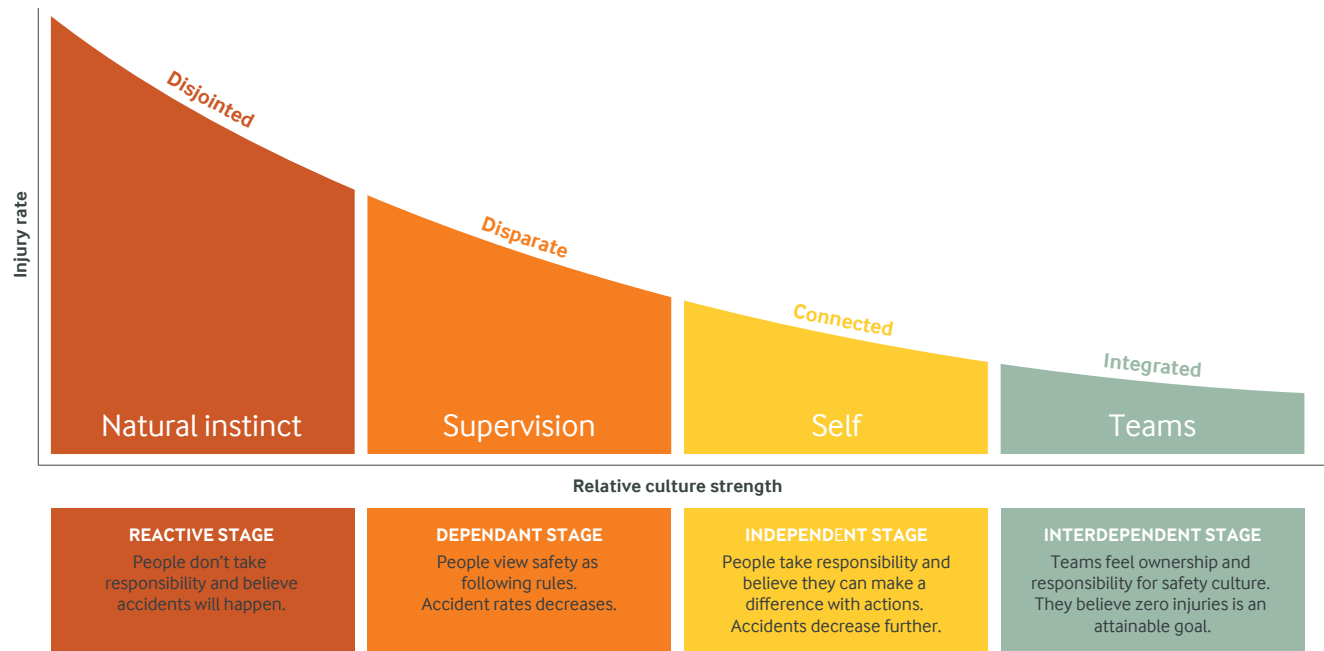 Injury rate
Disjointed
Disparate
Connected
Integrated
Natural instinct
Supervision
Self
Teams
Relative culture strength
REACTIVE STAGE
People don't take
responsibility and believe
accidents will happen.
DEPENDANT STAGE
People view safety as
following rules.
Accident rates decreases.
INDEPENDENT STAGE
People take responsibility and
believe they can make a
difference with actions.
Accidents decrease further.
INTERDEPENDENT STAGE
Teams feel ownership and
responsibility for safety culture.
They believe zero injuries is an
attainable goal.